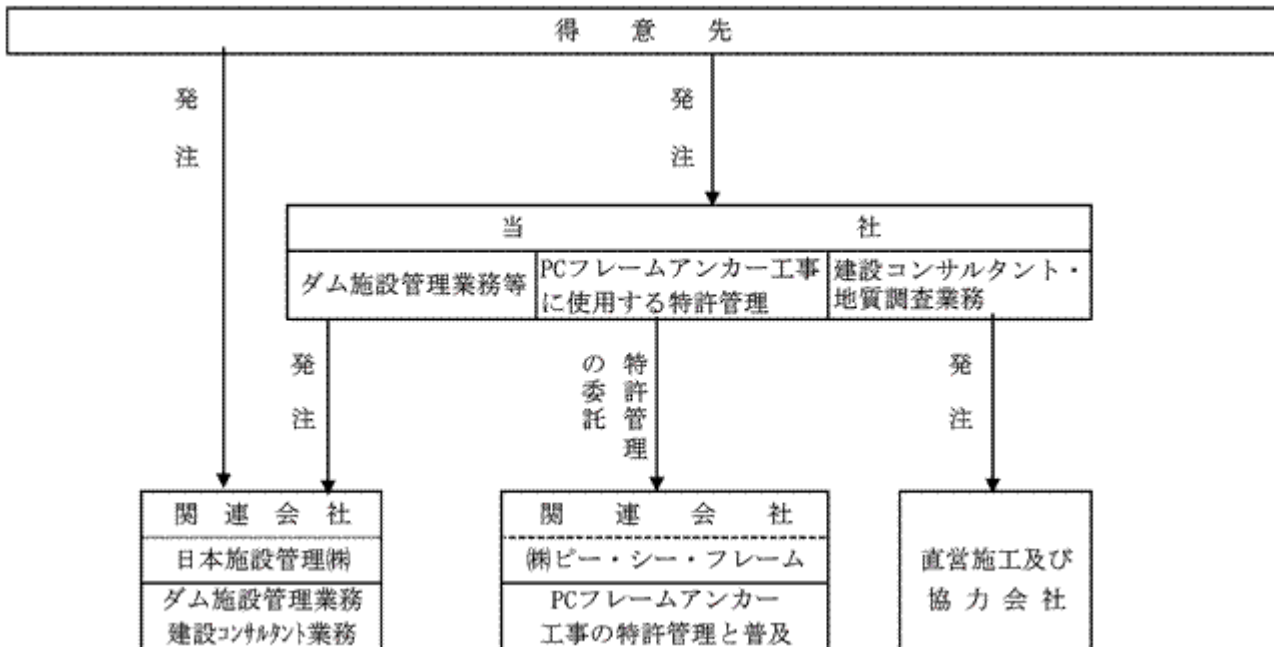 得意先
発注
発注
当社
ダム施設管理業務等
PCフレームアンカー工事
に使用する特許管理
建設コンサルタント・
地質調査業務
発注
特許管理
の委託
発注
関連会社
日本施設管理㈱
ダム施設管理業務
建設コンサルタント業務
関連会社
㈱ピー・シー・フレーム
PCフレームアンカー
工事の特許管理と普及
直営施工及び
協力会社